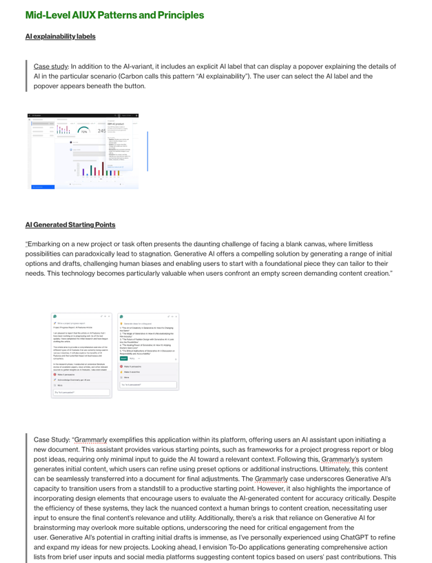 Mid-Level AIUX Patterns and Principles
AI explainability labels
Case study: In addition to the AI-variant, it includes an explicit AI label that can display a popover explaining the details
of AI in the particular scenario (Carbon calls this pattern “AI explainability”). The user can select the AI label and the
popover appears beneath the button.
AI Generated Starting Points
"Embarking on a new project or task often presents the daunting challenge of facing a blank canvas, where limitless
possibilities can paradoxically lead to stagnation. Generative AI offers a compelling solution by generating a range of initial
options and drafts, challenging human biases and enabling users to start with a foundational piece they can tailor to their
needs. This technology becomes particularly valuable when users confront an empty screen demanding content creation.”
Case Study: “Grammarly exemplifies this application within its platform, offering users an AI assistant upon initiating a
new document. This assistant provides various starting points, such as frameworks for a project progress report or blog
post ideas, requiring only minimal input to guide the AI toward a relevant context. Following this, Grammarly’s system
generates initial content, which users can refine using preset options or additional instructions. Ultimately, this content
can be seamlessly transferred into a document for final adjustments. The Grammarly case underscores Generative AI’s
capacity to transition users from a standstill to a productive starting point. However, it also highlights the importance of
incorporating design elements that encourage users to evaluate the AI-generated content for accuracy critically. Despite
the efficiency of these systems, they lack the nuanced context a human brings to content creation, necessitating user
input to ensure the final content’s relevance and utility. Additionally, there’s a risk that reliance on Generative AI for
brainstorming may overlook more suitable options, underscoring the need for critical engagement from the
user. Generative AI’s potential in crafting initial drafts is immense, as I’ve personally experienced using ChatGPT to refine
and expand my ideas for new projects. Looking ahead, I envision To-Do applications generating comprehensive action
lists from brief user inputs and social media platforms suggesting content topics based on users’ past contributions. This